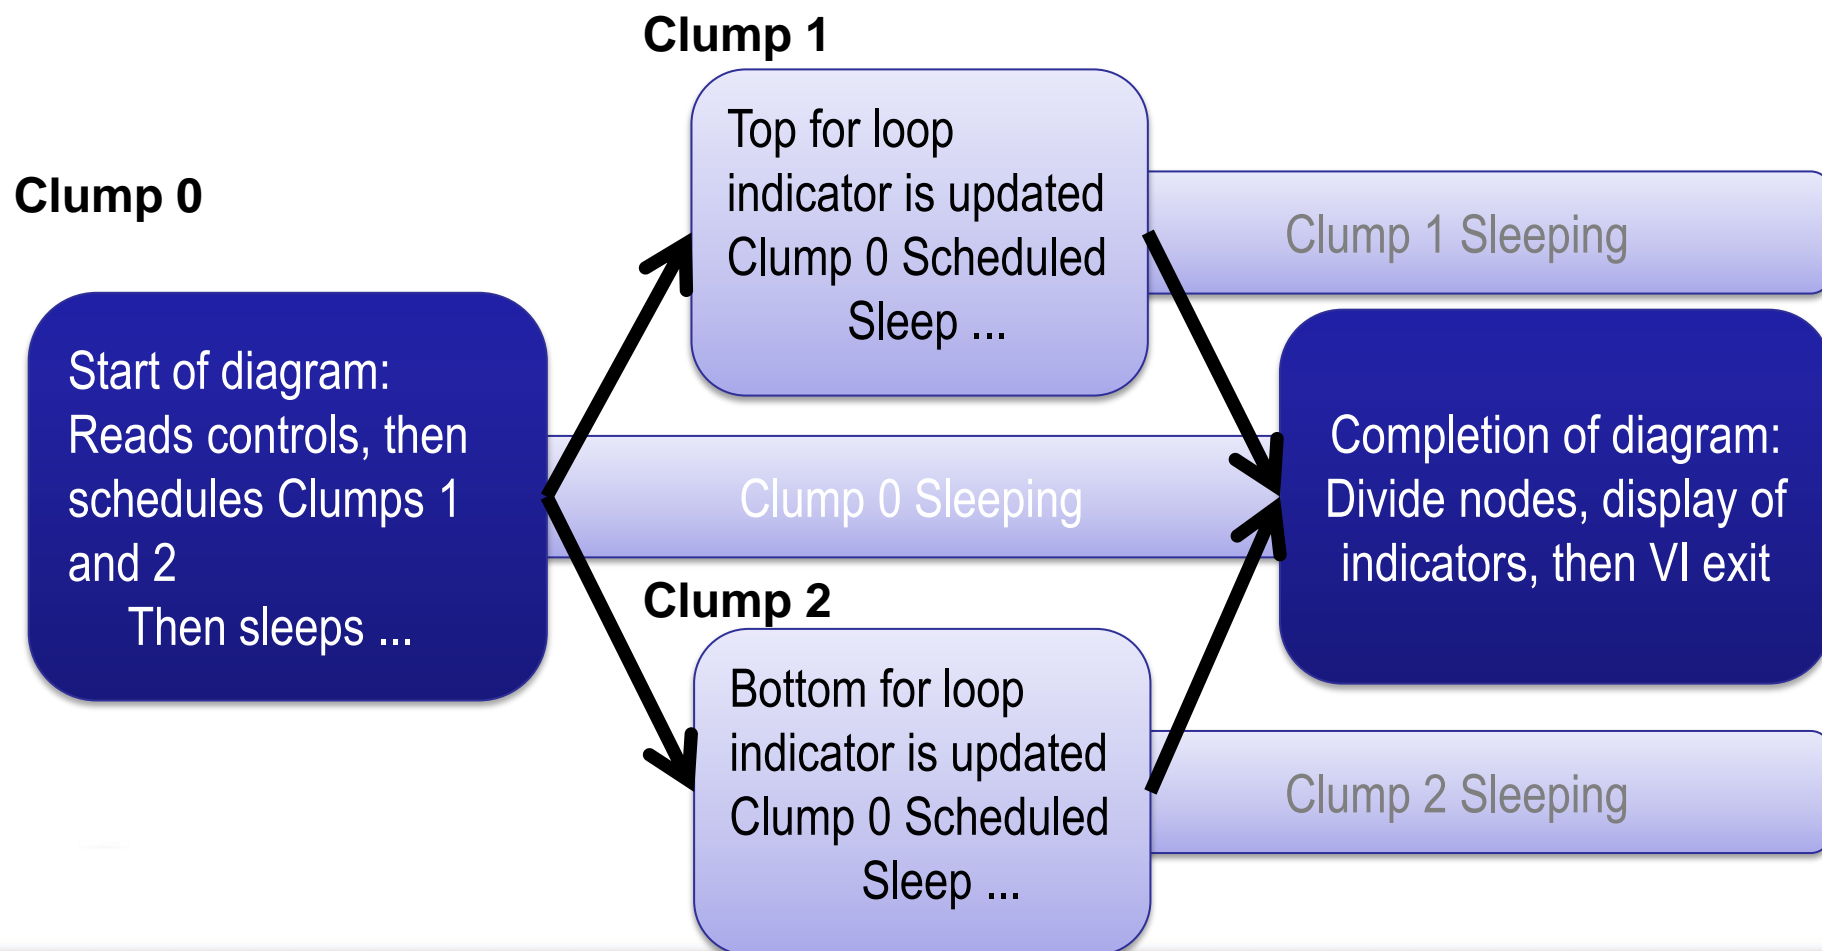 Clump 0
Start of diagram:
Reads controls, then
schedules Clumps 1
and 2
Then sleeps ...
Clump 1
Top for loop
indicator is updated
Clump 0 Scheduled
Sleep ...
Clump 1 Sleeping
Clump 0 Sleeping
Clump 2
Bottom for loop
indicator is updated
Clump 0 Scheduled
Sleep ...
Clump 2 Sleeping
Completion of diagram:
Divide nodes, display of
indicators, then VI exit